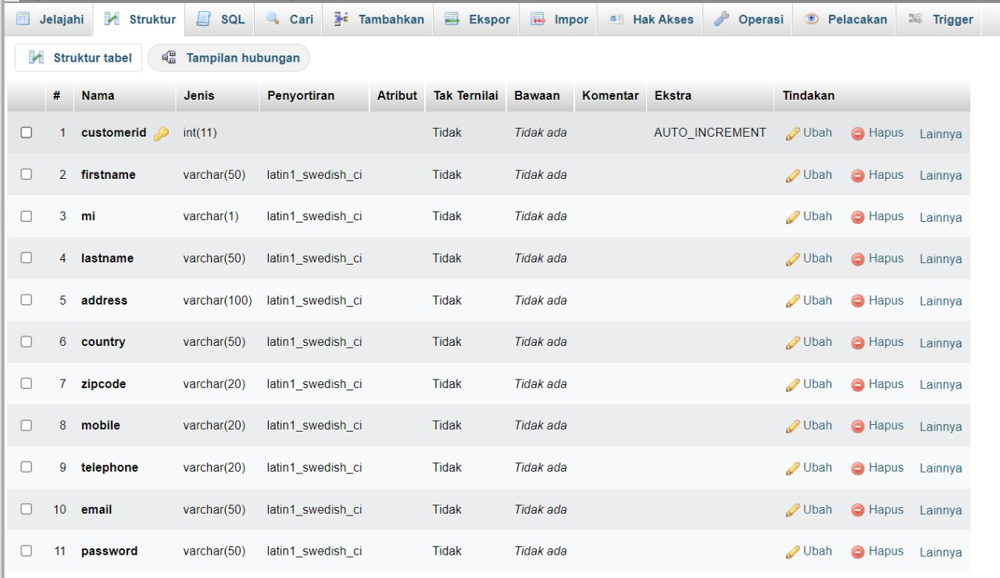 Jelajahi Struktur SQL Cari Tambahkan Ekspor Impor Hak Akses Operasi Pelacakan Trigger
Struktur tabel Tampilan hubungan
# Nama Jenis Penyortiran Atribut Tak Ternilai Bawaan Komentar Ekstra Tindakan
1 customerid int(11) Tidak Tidak ada AUTO_INCREMENT Ubah Hapus Lainnya
2 firstname varchar(50) latin1_swedish_ci Tidak Tidak ada Ubah Hapus Lainnya
3 mi varchar(1) latin1_swedish_ci Tidak Tidak ada Ubah Hapus Lainnya
4 lastname varchar(50) latin1_swedish_ci Tidak Tidak ada Ubah Hapus Lainnya
5 address varchar(100) latin1_swedish_ci Tidak Tidak ada Ubah Hapus Lainnya
6 country varchar(50) latin1_swedish_ci Tidak Tidak ada Ubah Hapus Lainnya
7 zipcode varchar(20) latin1_swedish_ci Tidak Tidak ada Ubah Hapus Lainnya
8 mobile varchar(20) latin1_swedish_ci Tidak Tidak ada Ubah Hapus Lainnya
9 telephone varchar(20) latin1_swedish_ci Tidak Tidak ada Ubah Hapus Lainnya
10 email varchar(50) latin1_swedish_ci Tidak Tidak ada Ubah Hapus Lainnya
11 password varchar(50) latin1_swedish_ci Tidak Tidak ada Ubah Hapus Lainnya